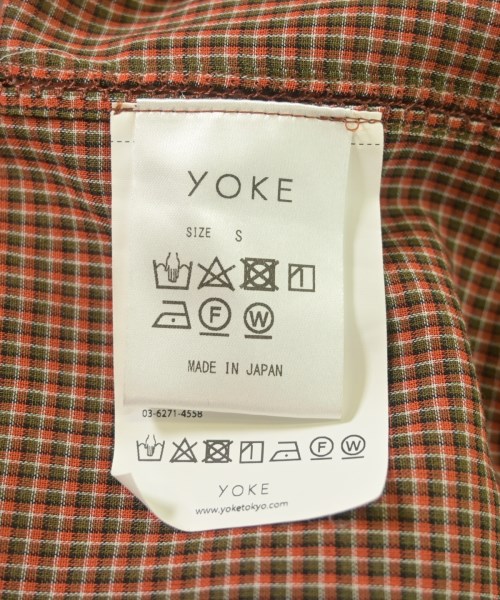 YOKE
SIZE S
F W
MADE IN JAPAN
03-6271-4558
F W
YOKE
www.yoketokyo.com